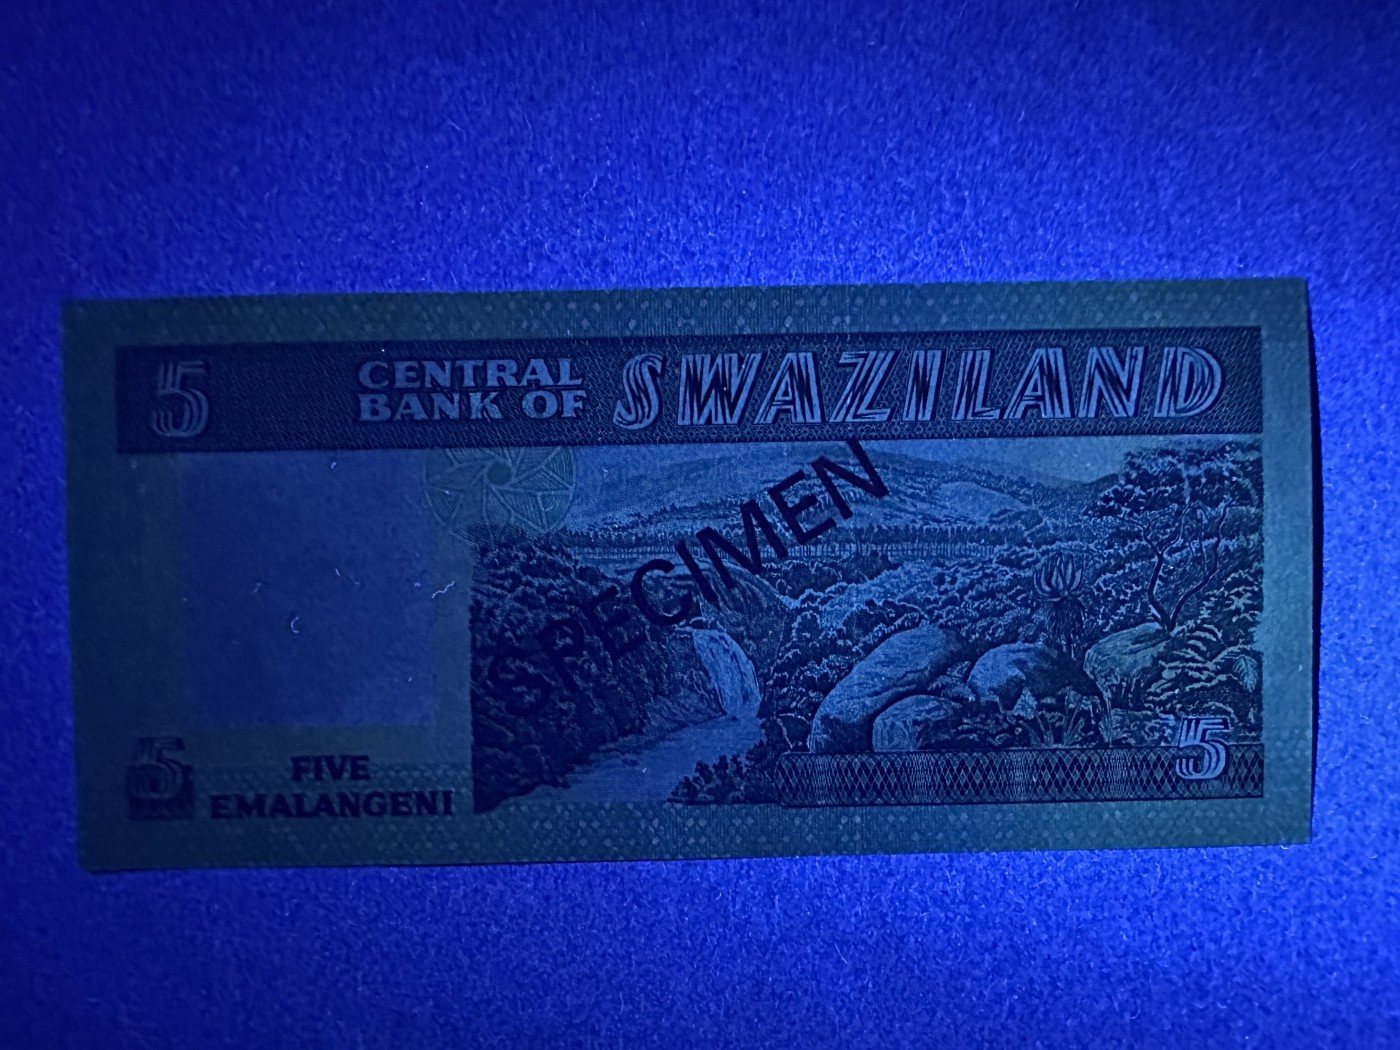 5
CENTRAL
BANK OF
SWAZILAND
SPECIMEN
5
FIVE
EMALANGENI
5